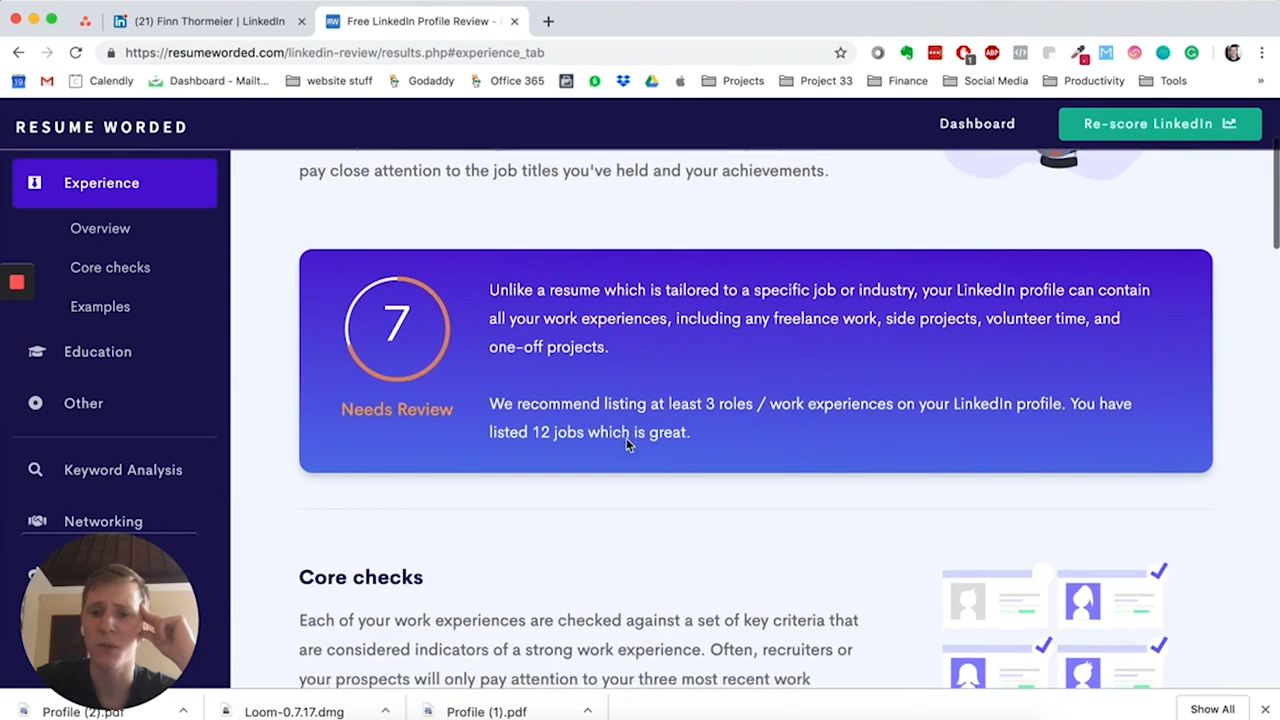 (21) Finn Thormeier | LinkedIn
Free LinkedIn Profile Review -
https://resumeworded.com/linkedin-review/results.php#experience_tab
Calendly
Dashboard - Mailt...
website stuff
Godaddy
Office 365
Projects
Project 33
Finance
Social Media
Productivity
Tools
»
RESUME WORDED
Dashboard
Re-score LinkedIn
Experience
Overview
Core checks
Examples
Education
Other
Keyword Analysis
Networking
pay close attention to the job titles you've held and your achievements.
7
Needs Review
Unlike a resume which is tailored to a specific job or industry, your LinkedIn profile can contain
all your work experiences, including any freelance work, side projects, volunteer time, and
one-off projects.
We recommend listing at least 3 roles / work experiences on your LinkedIn profile. You have
listed 12 jobs which is great.
Core checks
Each of your work experiences are checked against a set of key criteria that
are considered indicators of a strong work experience. Often, recruiters or
your prospects will only pay attention to your three most recent work
Profile (2).pdf
Loom-0.7.17.dmg
Profile (1).pdf
Show All